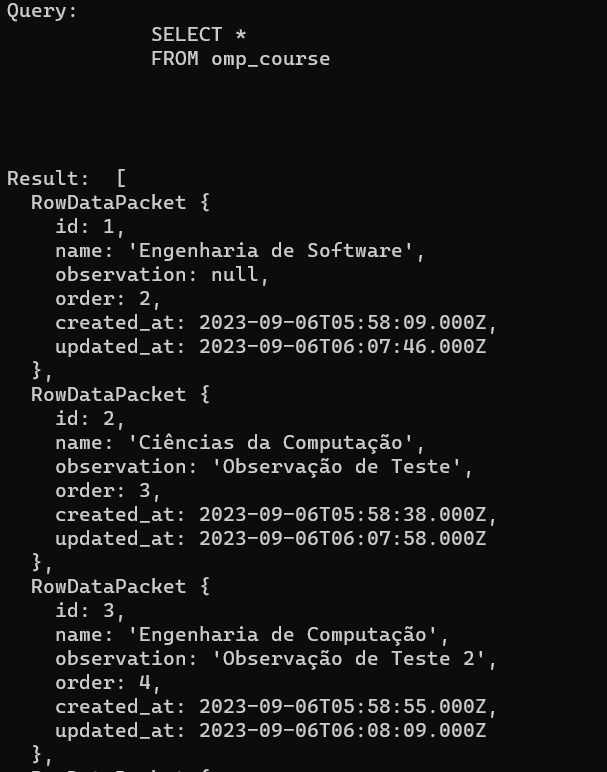 Query:
SELECT *
FROM omp_course
Result:  [
RowDataPacket {
id: 1,
name: 'Engenharia de Software',
observation: null,
order: 2,
created_at: 2023-09-06T05:58:09.000Z,
updated_at: 2023-09-06T06:07:46.000Z
},
RowDataPacket {
id: 2,
name: 'Ciências da Computação',
observation: 'Observação de Teste',
order: 3,
created_at: 2023-09-06T05:58:38.000Z,
updated_at: 2023-09-06T06:07:58.000Z
},
RowDataPacket {
id: 3,
name: 'Engenharia de Computação',
observation: 'Observação de Teste 2',
order: 4,
created_at: 2023-09-06T05:58:55.000Z,
updated_at: 2023-09-06T06:08:09.000Z
},